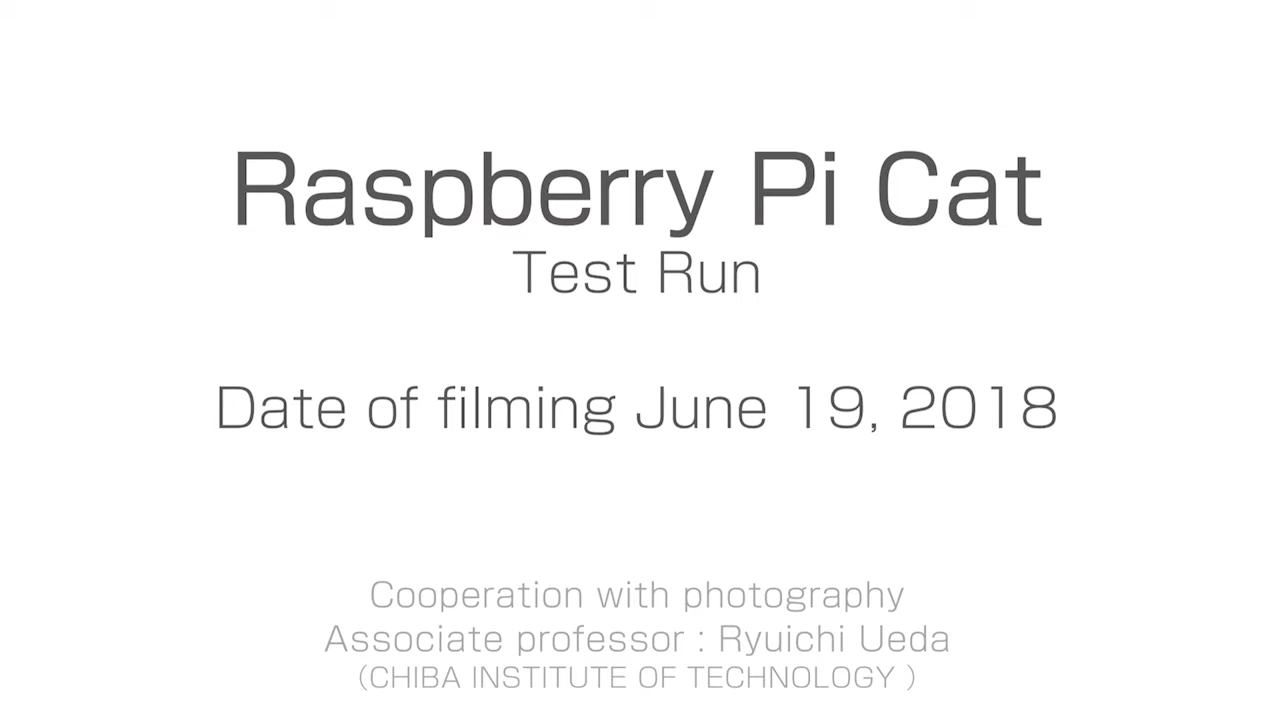 Raspberry Pi Cat
Test Run
Date of filming June 19, 2018
Cooperation with photography
Associate professor : Ryuichi Ueda
(CHIBA INSTITUTE OF TECHNOLOGY )